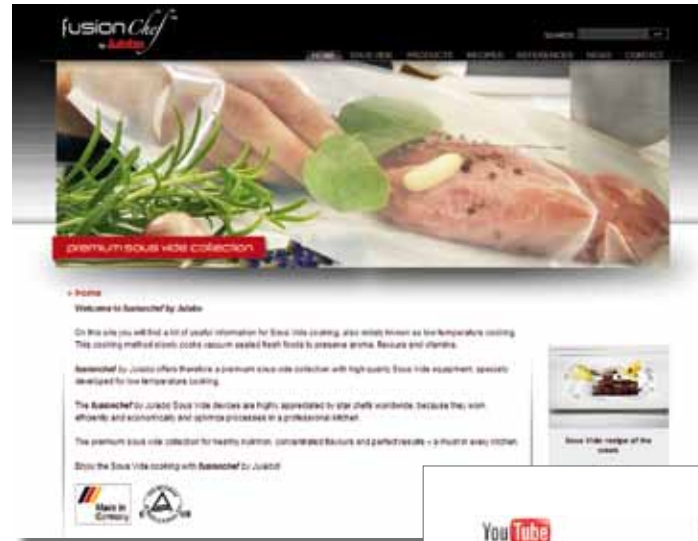 fusionChef
by Julabo
SEARCH
HOME SOUS VIDE PRODUCTS RECIPES REFERENCES NEWS CONTACT
premium sous vide collection
> home
Welcome to fusionchef by Julabo
On this site you will find a lot of useful information for Sous Vide cooking, also widely known as low temperature cooking.
This cooking method slowly cooks vacuum sealed fresh foods to preserve aroma, flavours and vitamins.
fusionchef by Julabo offers therefore a premium sous vide collection with high quality Sous Vide equipment, specially
developed for low temperature cooking.
The fusionchef by Julabo Sous Vide devices are highly appreciated by star chefs worldwide, because they work
efficiently and economically and optimize processes in a professional kitchen.
The premium sous vide collection for healthy nutrition, concentrated flavours and perfect results – a must in every kitchen.
Enjoy the Sous Vide cooking with fusionchef by Julabo!
Sous Vide recipe of the
Made in
Germany
C US
YouTube